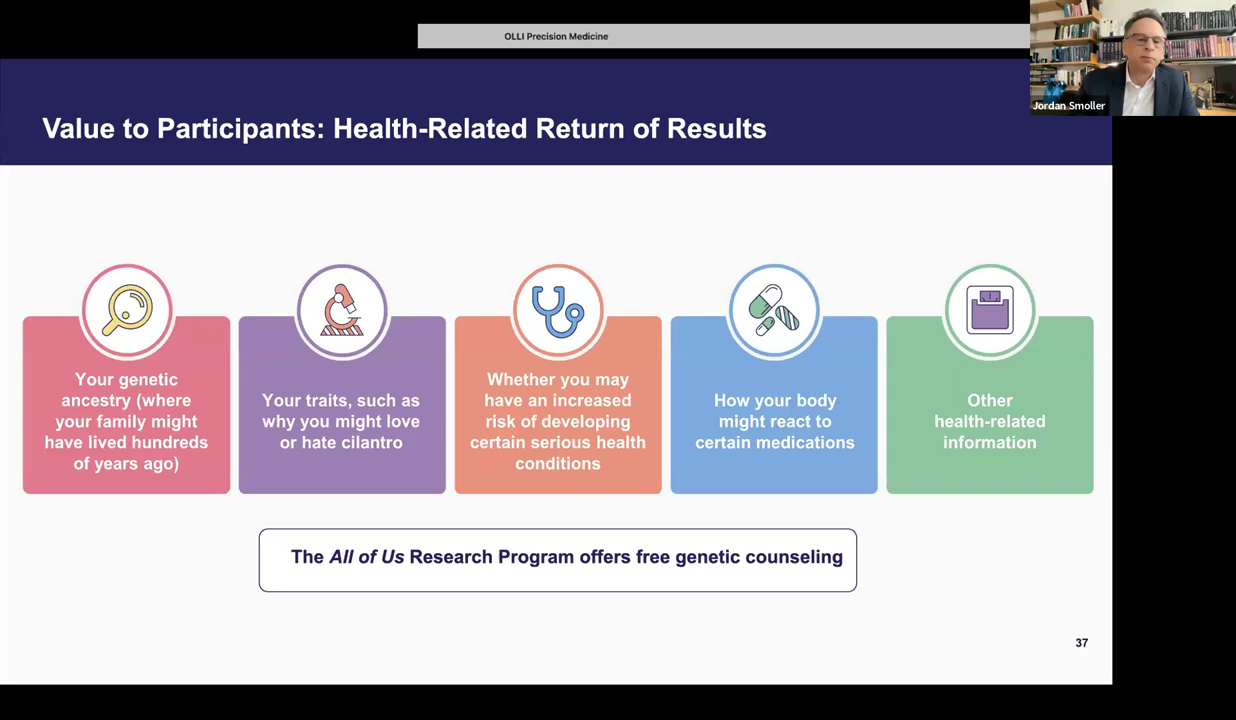 OLLI Precision Medicine
Jordan Smoller
Value to Participants: Health-Related Return of Results
Your genetic
ancestry (where
your family might
have lived hundreds
of years ago)
Your traits, such as
why you might love
or hate cilantro
Whether you may
have an increased
risk of developing
certain serious health
conditions
How your body
might react to
certain medications
Other
health-related
information
The All of Us Research Program offers free genetic counseling
37